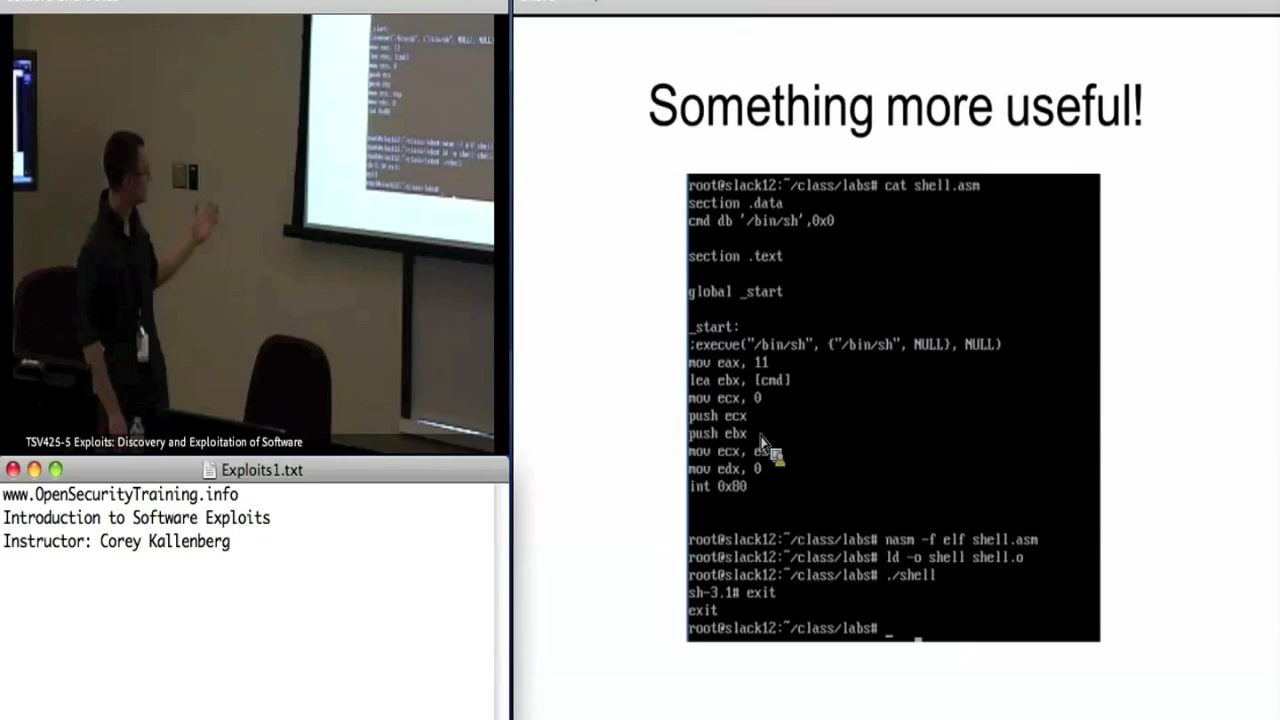 TSV425-5 Exploits: Discovery and Exploitation of Software
Exploits1.txt
www.OpenSecurityTraining.info
Introduction to Software Exploits
Instructor: Corey Kallenberg
Something more useful!
root@slack12:~/class/labs# cat shell.asm
section .data
cmd db '/bin/sh',0x0
section .text
global _start
_start:
;execve("/bin/sh", {"/bin/sh", NULL}, NULL)
mov eax, 11
lea ebx, [cmd]
mov ecx, 0
push ecx
push ebx
mov ecx,
mov edx, 0
int 0x80
root@slack12:~/class/labs# nasm -f elf shell.asm
root@slack12:~/class/labs# ld -o shell shell.o
root@slack12:~/class/labs# ./shell
sh-3.1# exit
exit
root@slack12:~/class/labs# _